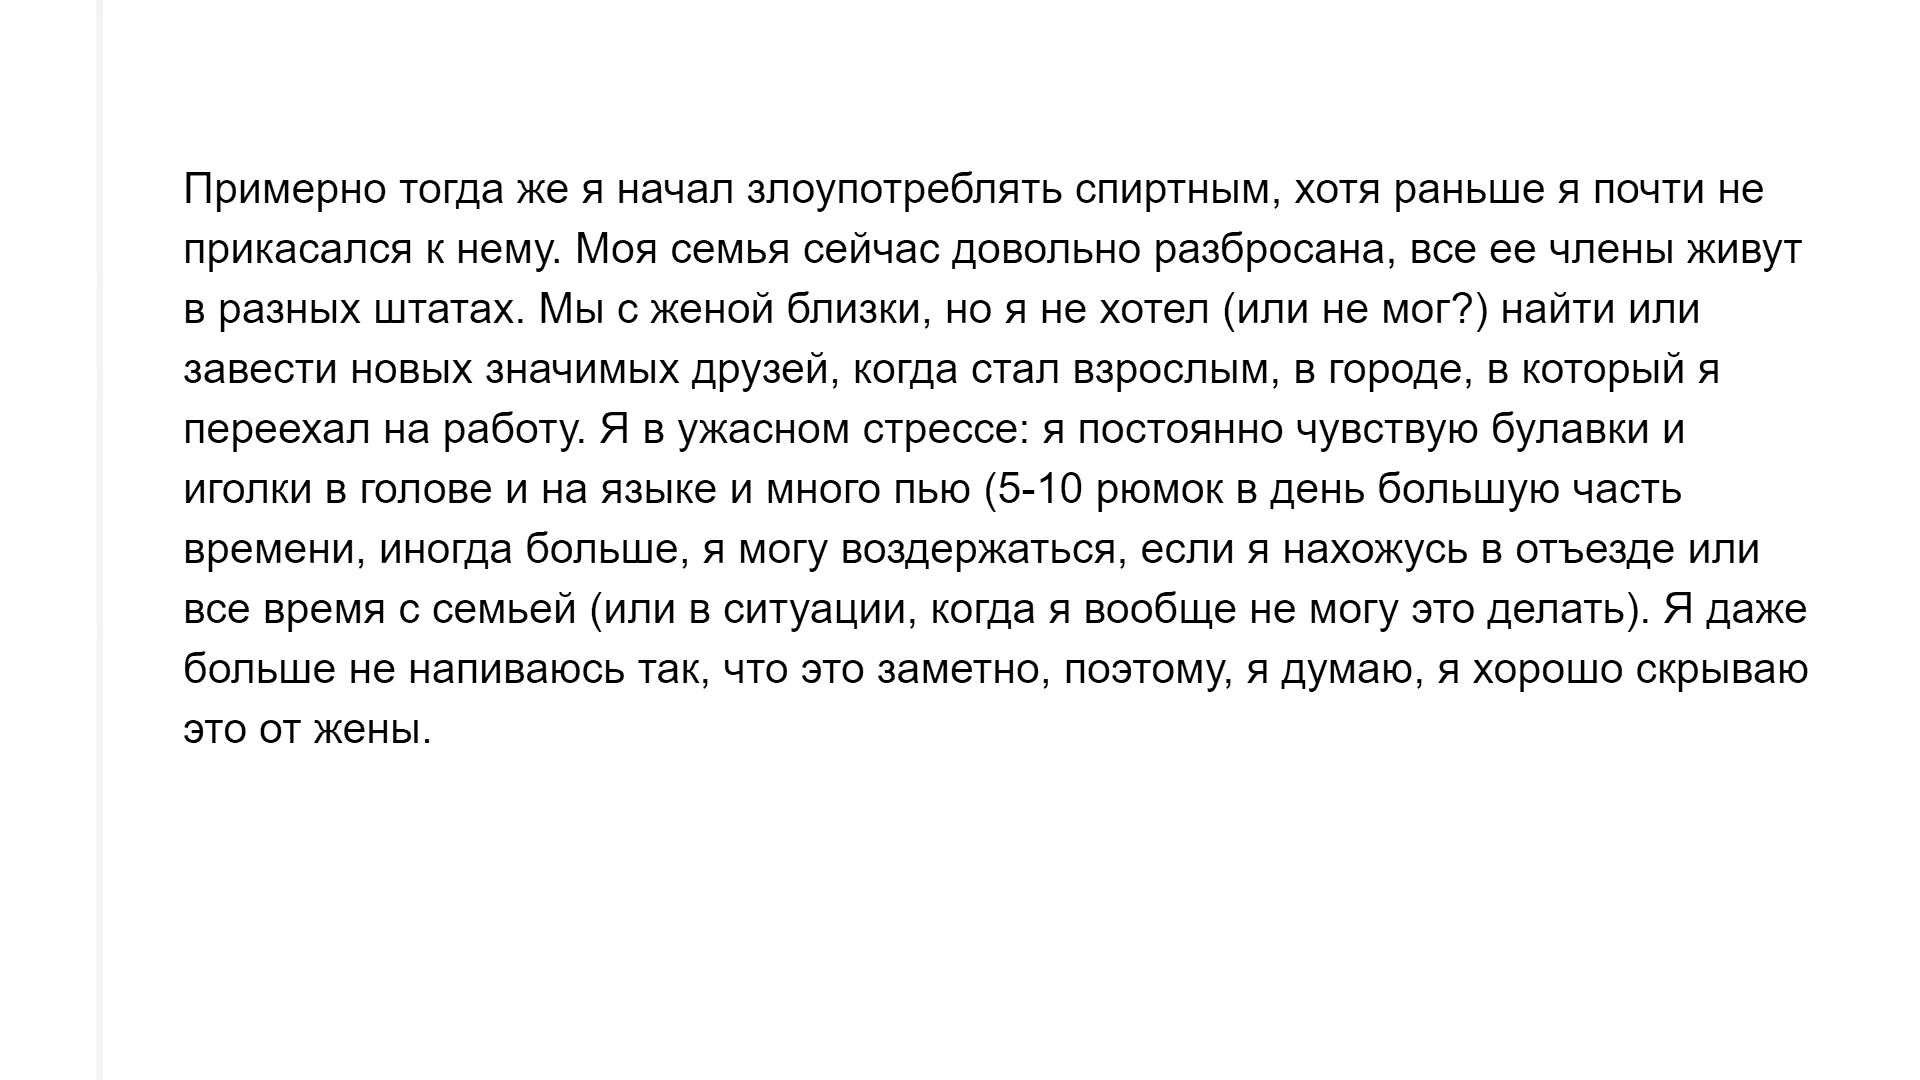 Примерно тогда же я начал злоупотреблять спиртным, хотя раньше я почти не
прикасался к нему. Моя семья сейчас довольно разбросана, все ее члены живут
в разных штатах. Мы с женой близки, но я не хотел (или не мог?) найти или
завести новых значимых друзей, когда стал взрослым, в городе, в который я
переехал на работу. Я в ужасном стрессе: я постоянно чувствую булавки и
иголки в голове и на языке и много пью (5-10 рюмок в день большую часть
времени, иногда больше, я могу воздержаться, если я нахожусь в отъезде или
все время с семьей (или в ситуации, когда я вообще не могу это делать). Я даже
больше не напиваюсь так, что это заметно, поэтому, я думаю, я хорошо скрываю
это от жены.